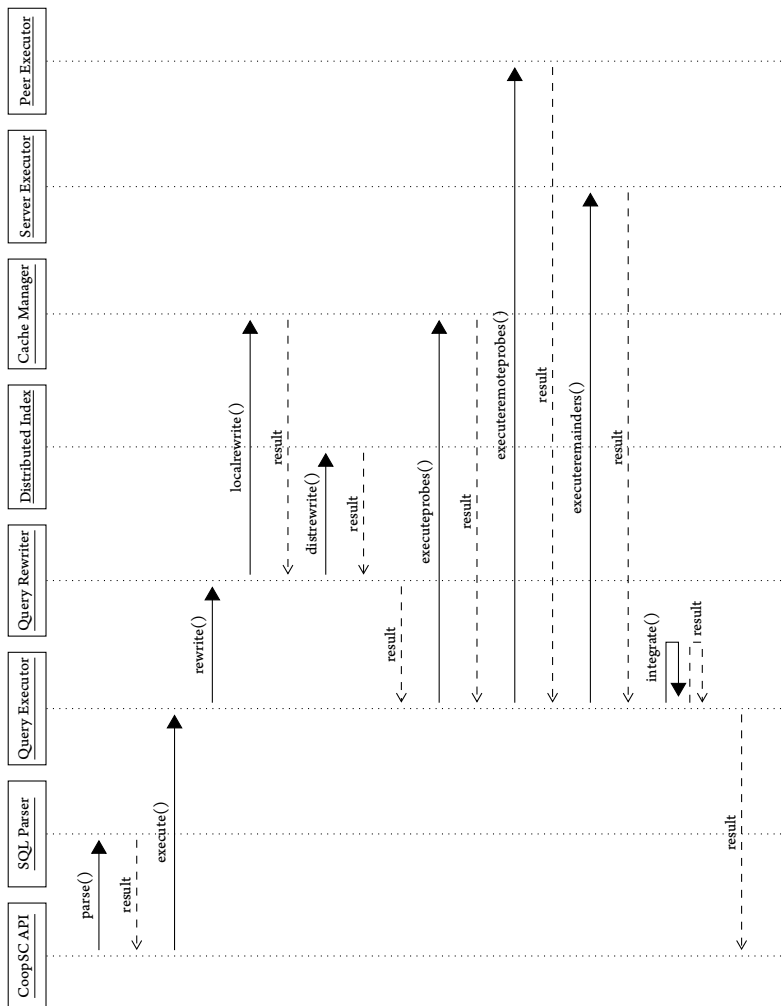 CoopSC API
SQL Parser
Query Executor
Query Rewriter
Distributed Index
Cache Manager
Server Executor
Peer Executor
parse()
result
execute()
rewrite()
localrewrite()
result
distrewrite()
result
result
executeprobes()
result
executeremoteprobes()
result
executeremainders()
result
integrate()
result
result